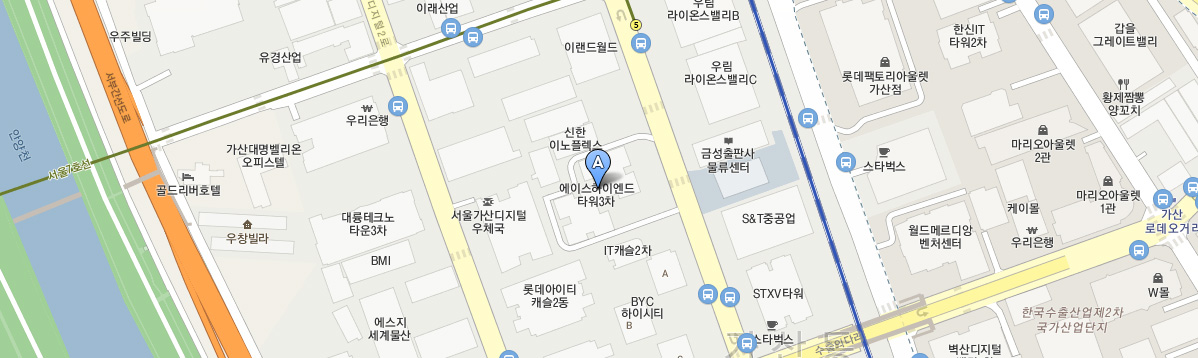 이래산업
디지털2로
우림
라이온스밸리B
우주빌딩
유경산업
5
이랜드월드
우림
라이온스밸리C
한신IT
타워2차
갑을
그레이트밸리
롯데팩토리아울렛
가산점
황제짬뽕
양꼬치
서부간선도로
안양천
서울7호선
우리은행
신한
이노플렉스
가산대명벨리온
오피스텔
골드리버호텔
A
에이스하이엔드
타워3차
금성출판사
물류센터
스타벅스
마리오아울렛
2관
마리오아울렛
1관
대륭테크노
타운3차
우창빌라
서울가산디지털
우체국
S&T중공업
케이몰
우리은행
월드메르디앙
벤처센터
가산
로데오거리
BMI
IT캐슬2차
A
롯데아이티
캐슬2동
BYC
하이시티
B
STXV타워
W몰
에스지
세계물산
스타벅스
수출의다리
한국수출산업제2차
국가산업단지
벽산디지털